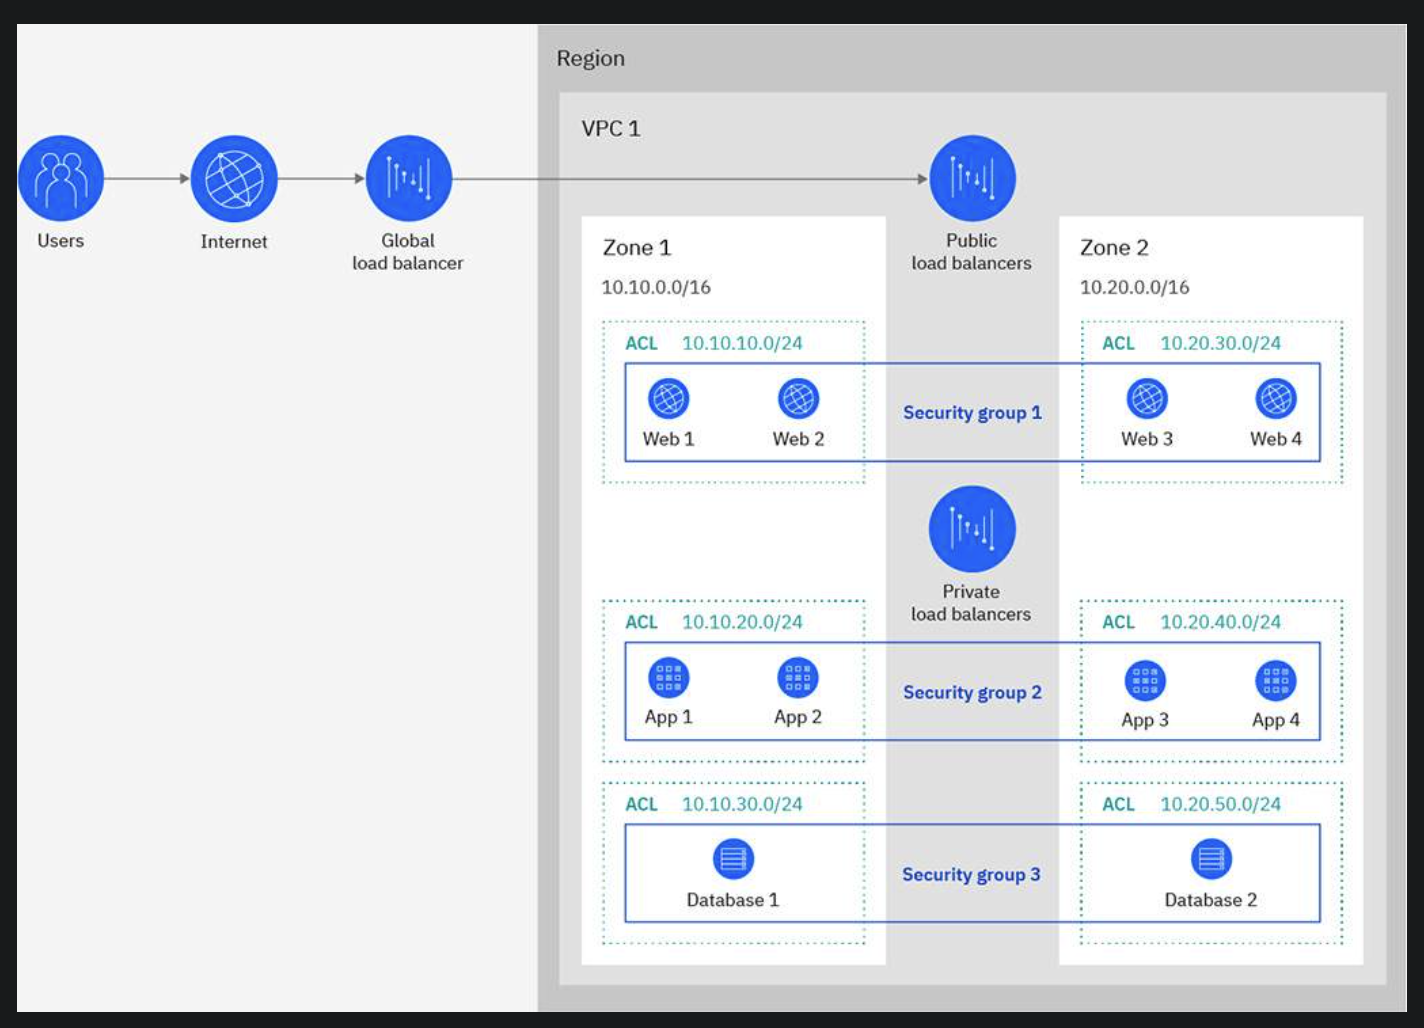 Region
VPC 1
Users
Internet
Global
load balancer
Public
load balancers
Zone 1
10.10.0.0/16
Zone 2
10.20.0.0/16
ACL 10.10.10.0/24
ACL 10.20.30.0/24
Web 1
Web 2
Security group 1
Web 3
Web 4
Private
load balancers
ACL 10.10.20.0/24
ACL 10.20.40.0/24
App 1
App 2
Security group 2
App 3
App 4
ACL 10.10.30.0/24
ACL 10.20.50.0/24
Database 1
Security group 3
Database 2